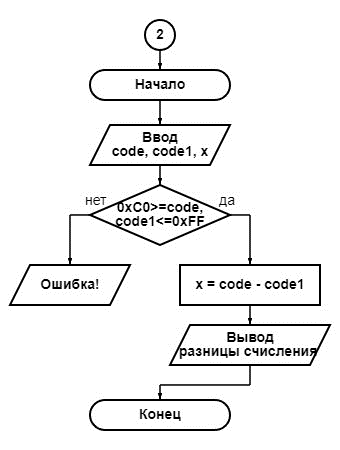 2
Начало
Ввод
code, code1, x
нет
да
0xC0>=code,
code1<=0xFF
Ошибка!
x = code - code1
Вывод
разницы счисления
Конец